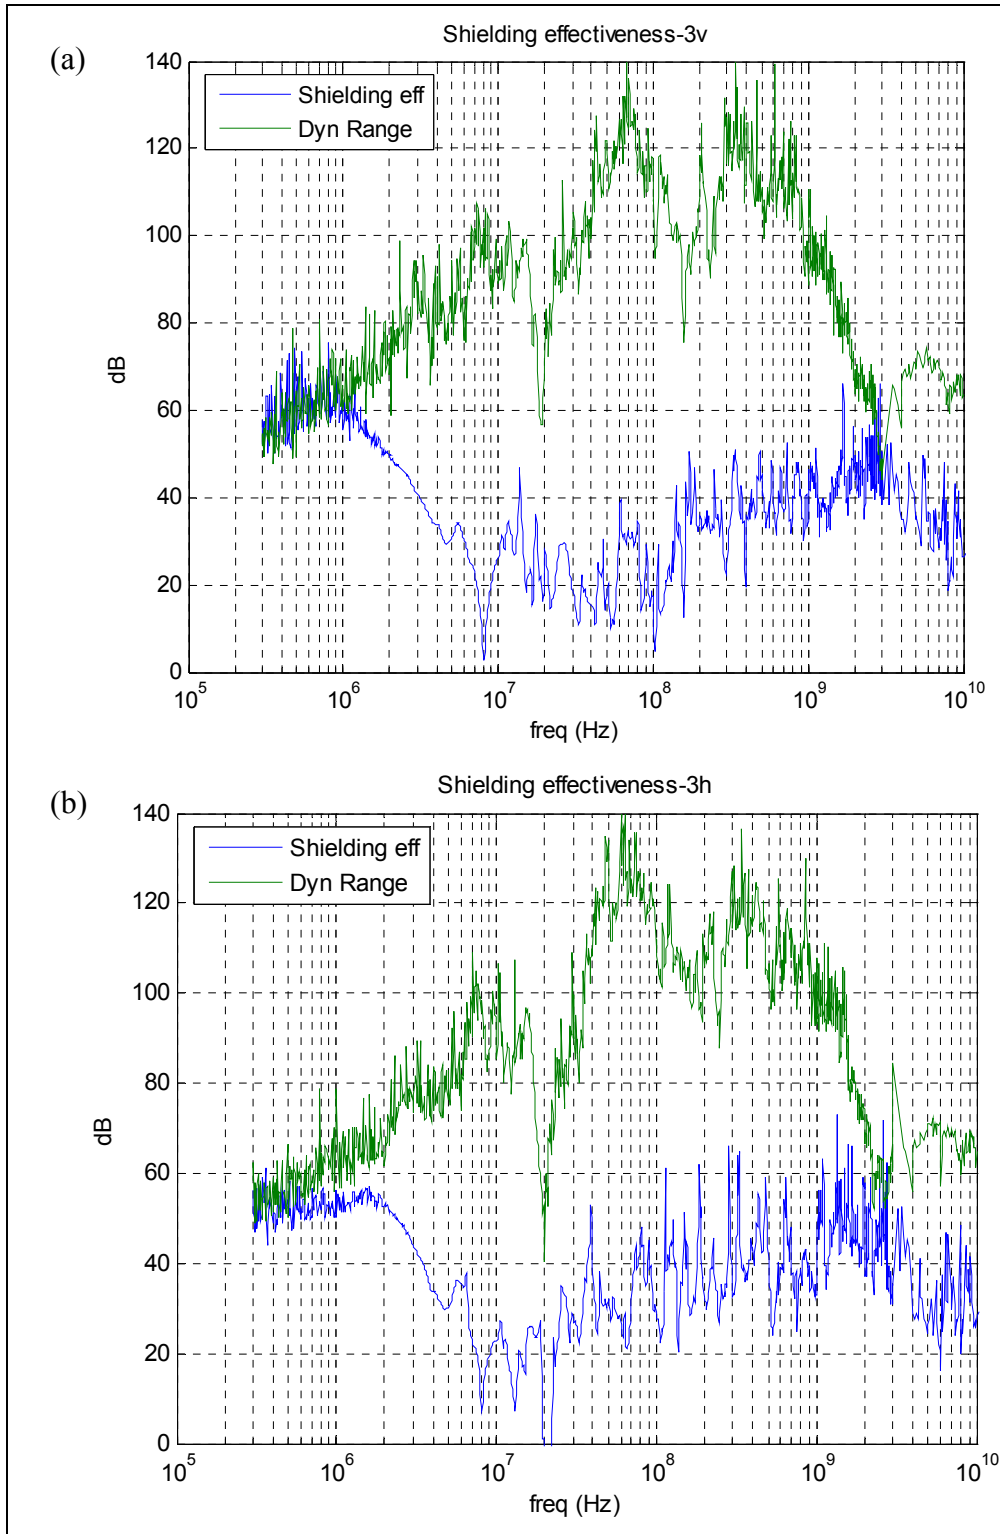 (a)
Shielding effectiveness-3v
Shielding eff
Dyn Range
140
120
100
80
60
40
20
0
dB
10^5 10^6 10^7 10^8 10^9 10^10
freq (Hz)
(b)
Shielding effectiveness-3h
Shielding eff
Dyn Range
140
120
100
80
60
40
20
0
dB
10^5 10^6 10^7 10^8 10^9 10^10
freq (Hz)